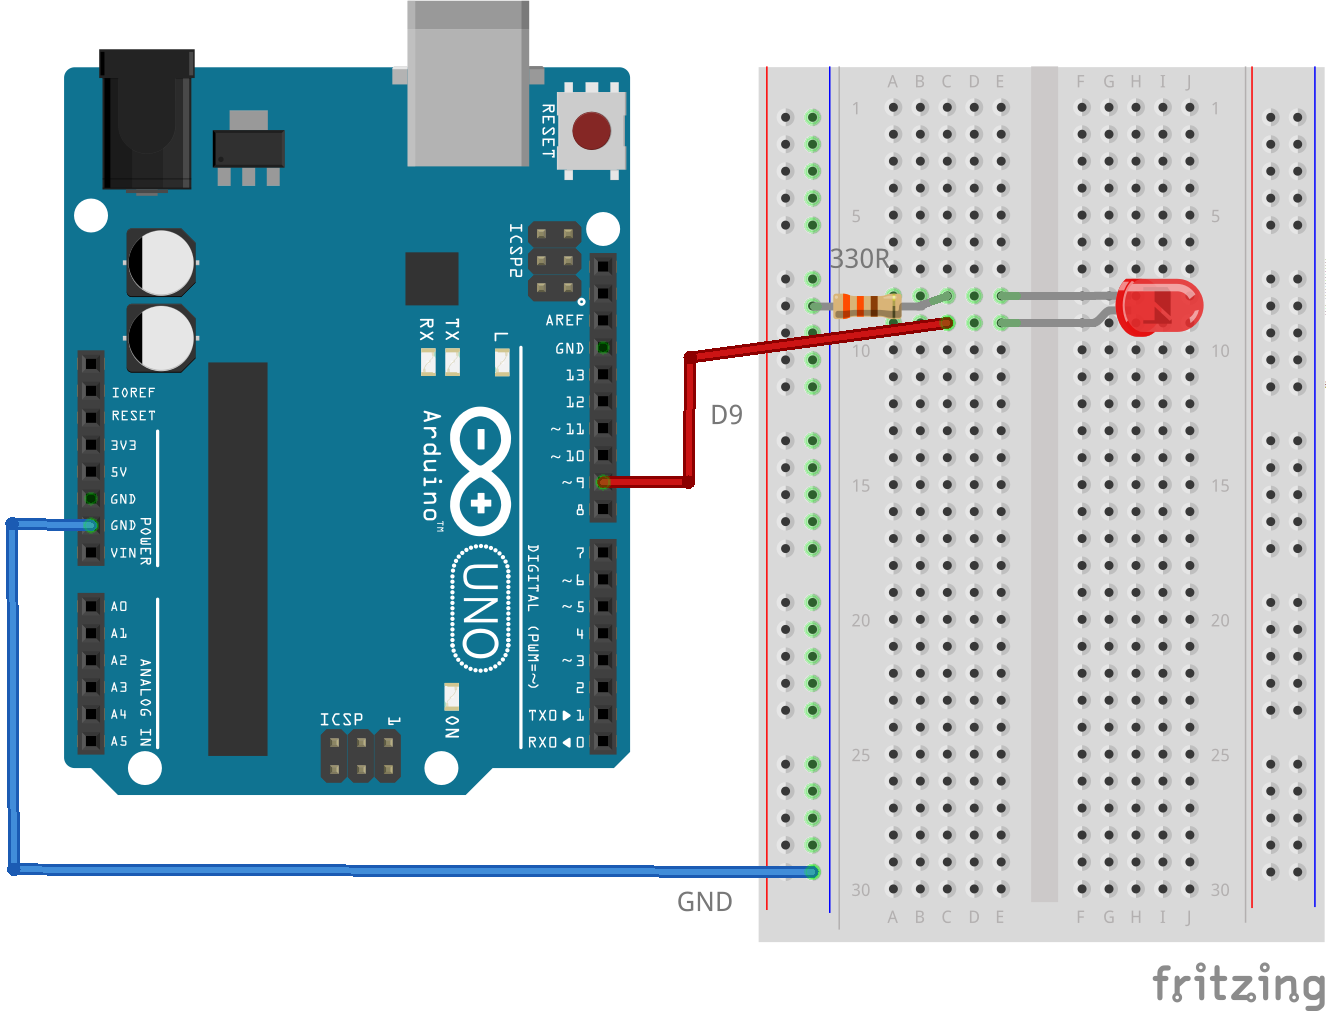 RESET
ICSP2
330R
RX
TX
L
AREF
GND
13
12
~11
~10
~9
8
IOREF
RESET
3V3
5V
GND
GND
VIN
POWER
Arduino™
UNO
D9
DIGITAL (PWM=~)
7
~6
~5
4
~3
2
TX0▶1
RX0◀0
A0
A1
A2
A3
A4
A5
ANALOG IN
ICSP
1
ON
GND
A B C D E F G H I J
1 1
5 5
10 10
15 15
20 20
25 25
30 30
A B C D E F G H I J
fritzing